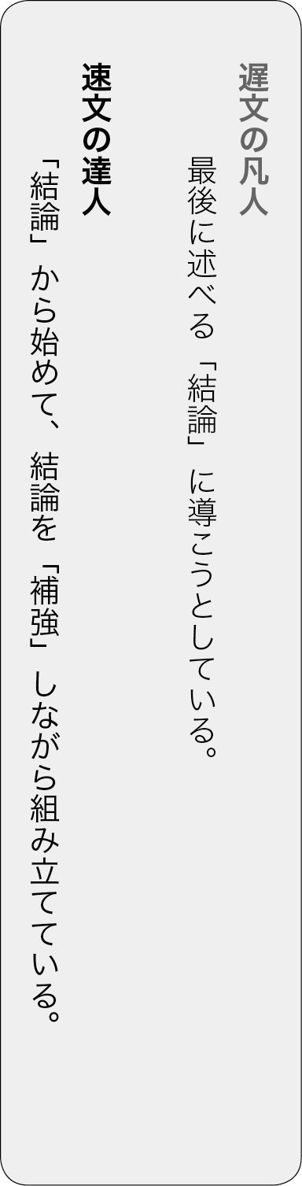 遅文の凡人
最後に述べる「結論」に導こうとしている。
速文の達人
「結論」から始めて、結論を「補強」しながら組み立てている。